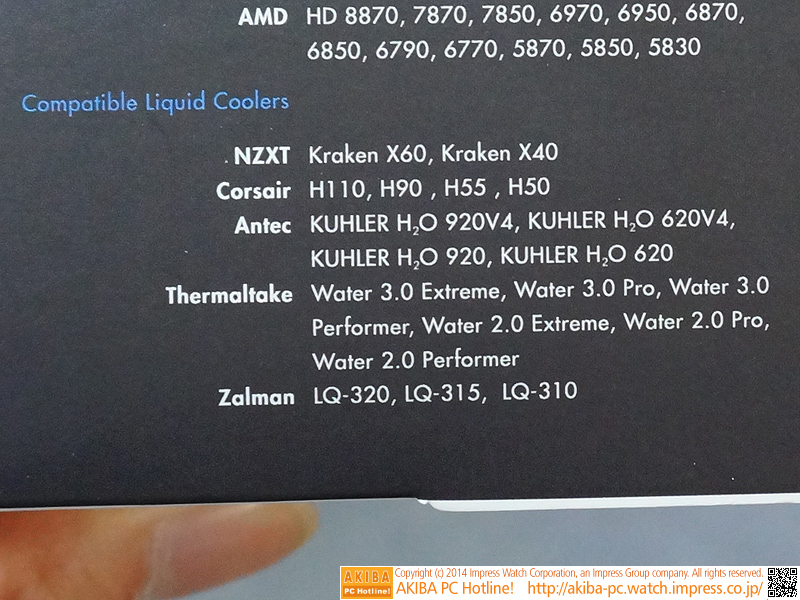 AMD HD 8870, 7870, 7850, 6970, 6950, 6870,
6850, 6790, 6770, 5870, 5850, 5830
Compatible Liquid Coolers
NZXT Kraken X60, Kraken X40
Corsair H110, H90 , H55 , H50
Antec KUHLER H₂O 920V4, KUHLER H₂O 620V4,
KUHLER H₂O 920, KUHLER H₂O 620
Thermaltake Water 3.0 Extreme, Water 3.0 Pro, Water 3.0
Performer, Water 2.0 Extreme, Water 2.0 Pro,
Water 2.0 Performer
Zalman LQ-320, LQ-315, LQ-310
AKIBA PC Hotline!
Copyright (c) 2014 Impress Watch Corporation, an Impress Group company. All rights reserved.
AKIBA PC Hotline! http://akiba-pc.watch.impress.co.jp/